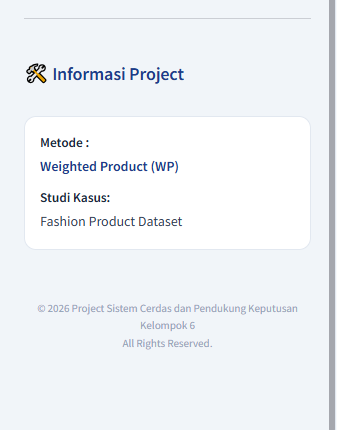 🛠 Informasi Project
Metode :
Weighted Product (WP)
Studi Kasus:
Fashion Product Dataset
© 2026 Project Sistem Cerdas dan Pendukung Keputusan
Kelompok 6
All Rights Reserved.